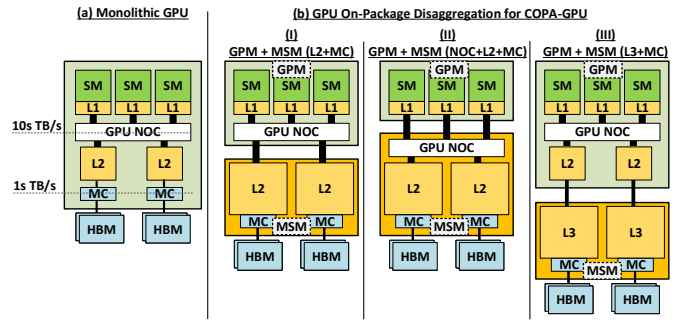 (a) Monolithic GPU
(b) GPU On-Package Disaggregation for COPA-GPU
(I)
GPM + MSM (L2+MC)
(II)
GPM + MSM (NOC+L2+MC)
(III)
GPM + MSM (L3+MC)
SM SM SM
L1 L1 L1
10s TB/s
GPU NOC
L2 L2
1s TB/s
MC MC
HBM HBM
GPM
SM SM SM
L1 L1 L1
GPU NOC
L2 L2
MC MC
MSM
HBM HBM
GPM
SM SM SM
L1 L1 L1
GPU NOC
L2 L2
MC MC
MSM
HBM HBM
GPM
SM SM SM
L1 L1 L1
GPU NOC
L2 L2
L3 L3
MC MC
MSM
HBM HBM